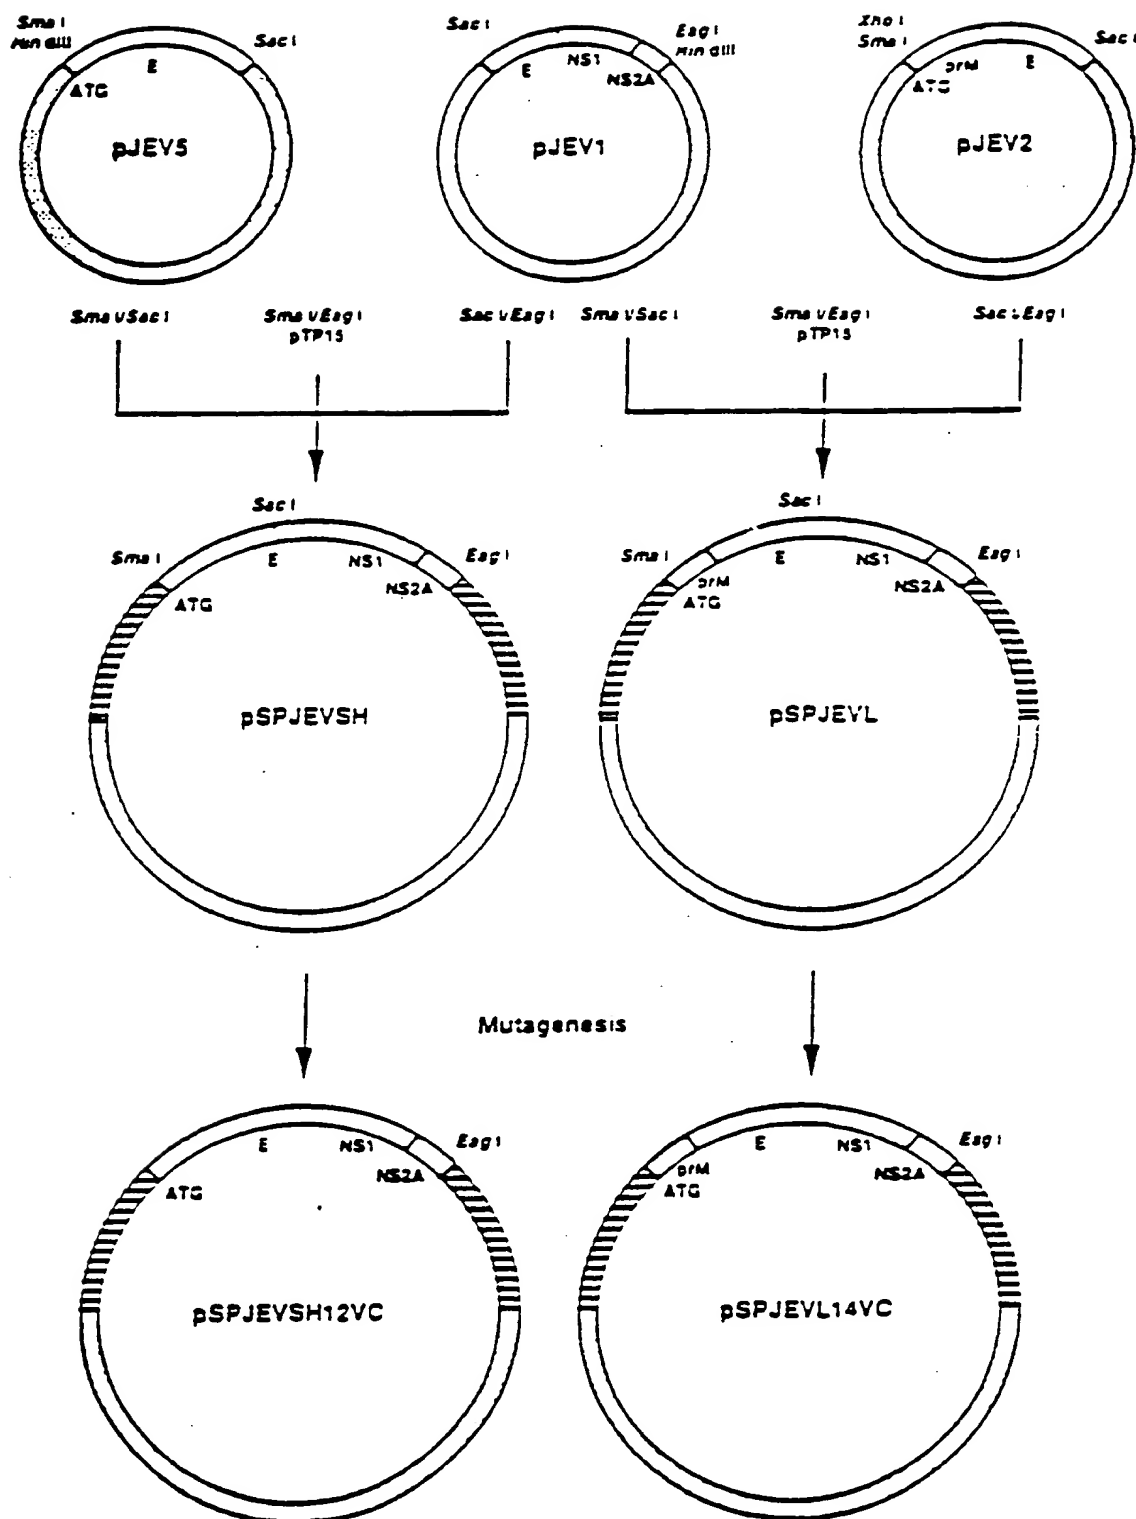 Sma I
Hin dIII
Sac I
E
ATG
pJEV5
Sac I
Eag I
Hin dIII
E
NS1
NS2A
pJEV1
Xho I
Sma I
Sac I
prM
E
ATG
pJEV2
Sma I/Sac I
Sma I/Eag I
pTP15
Sac I/Eag I
Sma I/Sac I
Sma I/Eag I
pTP15
Sac I/Eag I
Sac I
Sma I
E
NS1
Eag I
NS2A
ATG
pSPJEVSH
Sac I
Sma I
prM
E
NS1
Eag I
NS2A
ATG
pSPJEVL
Mutagenesis
E
NS1
Eag I
NS2A
ATG
pSPJEVSH12VC
prM
E
NS1
Eag I
NS2A
ATG
pSPJEVL14VC